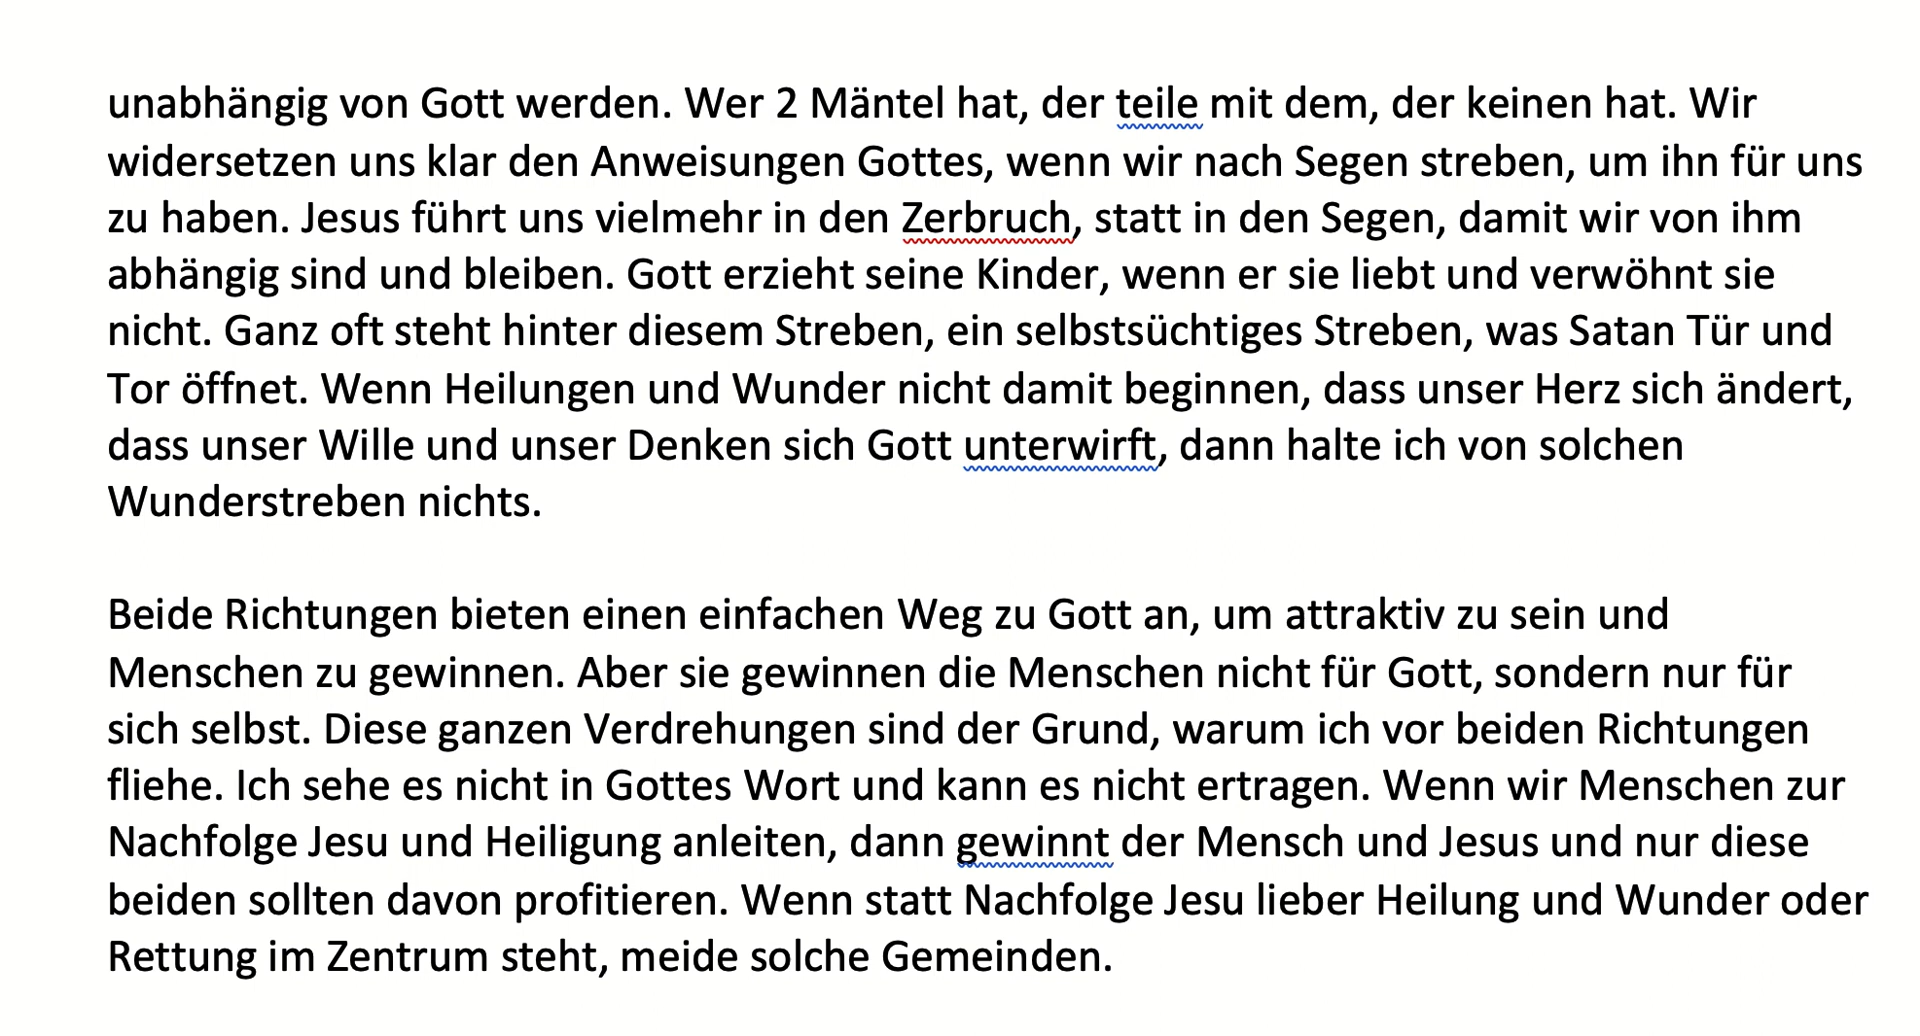 unabhängig von Gott werden. Wer 2 Mäntel hat, der teile mit dem, der keinen hat. Wir
widersetzen uns klar den Anweisungen Gottes, wenn wir nach Segen streben, um ihn für uns
zu haben. Jesus führt uns vielmehr in den Zerbruch, statt in den Segen, damit wir von ihm
abhängig sind und bleiben. Gott erzieht seine Kinder, wenn er sie liebt und verwöhnt sie
nicht. Ganz oft steht hinter diesem Streben, ein selbstsüchtiges Streben, was Satan Tür und
Tor öffnet. Wenn Heilungen und Wunder nicht damit beginnen, dass unser Herz sich ändert,
dass unser Wille und unser Denken sich Gott unterwirft, dann halte ich von solchen
Wunderstreben nichts.
Beide Richtungen bieten einen einfachen Weg zu Gott an, um attraktiv zu sein und
Menschen zu gewinnen. Aber sie gewinnen die Menschen nicht für Gott, sondern nur für
sich selbst. Diese ganzen Verdrehungen sind der Grund, warum ich vor beiden Richtungen
fliehe. Ich sehe es nicht in Gottes Wort und kann es nicht ertragen. Wenn wir Menschen zur
Nachfolge Jesu und Heiligung anleiten, dann gewinnt der Mensch und Jesus und nur diese
beiden sollten davon profitieren. Wenn statt Nachfolge Jesu lieber Heilung und Wunder oder
Rettung im Zentrum steht, meide solche Gemeinden.